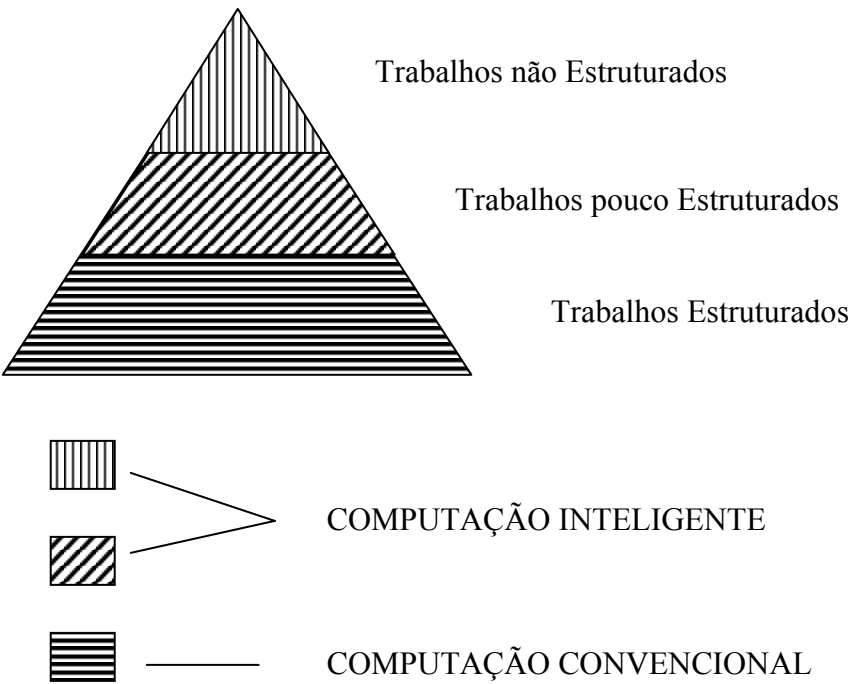 Trabalhos não Estruturados
Trabalhos pouco Estruturados
Trabalhos Estruturados
COMPUTAÇÃO INTELIGENTE
COMPUTAÇÃO CONVENCIONAL